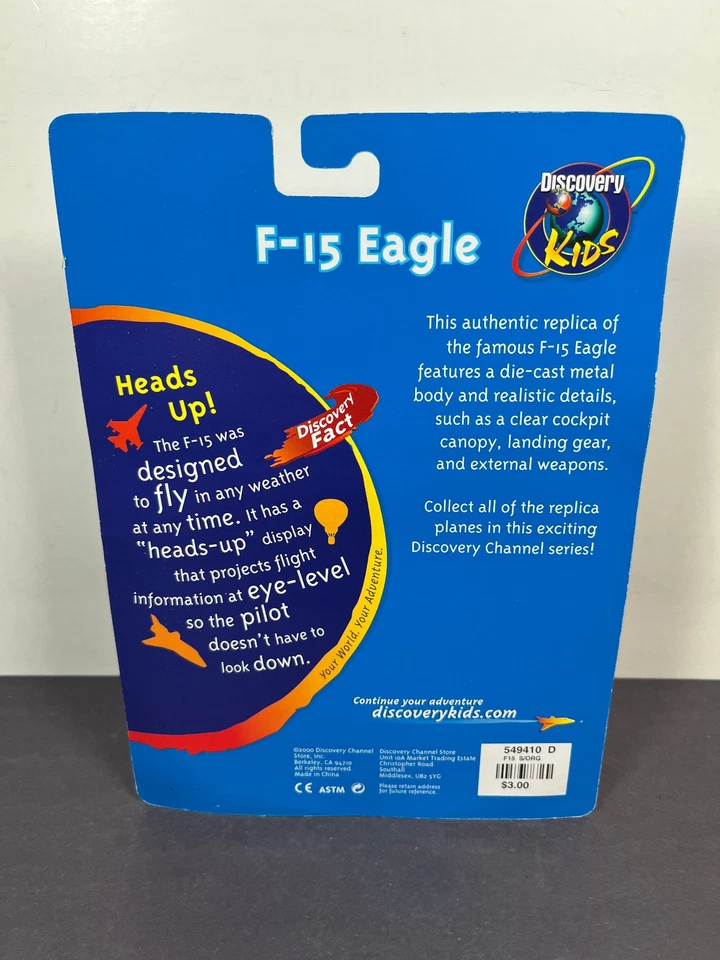 Discovery
KIDS
F-15 Eagle
This authentic replica of
the famous F-15 Eagle
features a die-cast metal
body and realistic details,
such as a clear cockpit
canopy, landing gear,
and external weapons.
Collect all of the replica
planes in this exciting
Discovery Channel series!
Heads
Up!
Discovery
Fact
The F-15 was
designed
to fly in any weather
at any time. It has a
"heads-up" display
that projects flight
information at eye-level
so the pilot
doesn't have to
look down.
Your World. Your Adventure.
Continue your adventure
discoverykids.com
©2000 Discovery Channel
Store, Inc.
Berkeley, CA 94710
All rights reserved.
Made in China
CE ASTM
Discovery Channel Store
Unit 10A Market Trading Estate
Christopher Road
Southall
Middlesex, UB2 5YG
Please retain address
for future reference.
549410 D
F15 S/ORG
$3.00